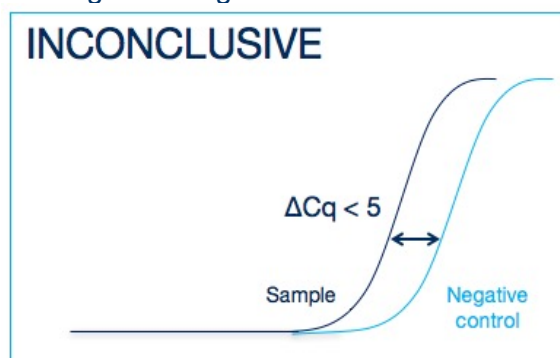 INCONCLUSIVE
ΔCq < 5
Sample
Negative
control